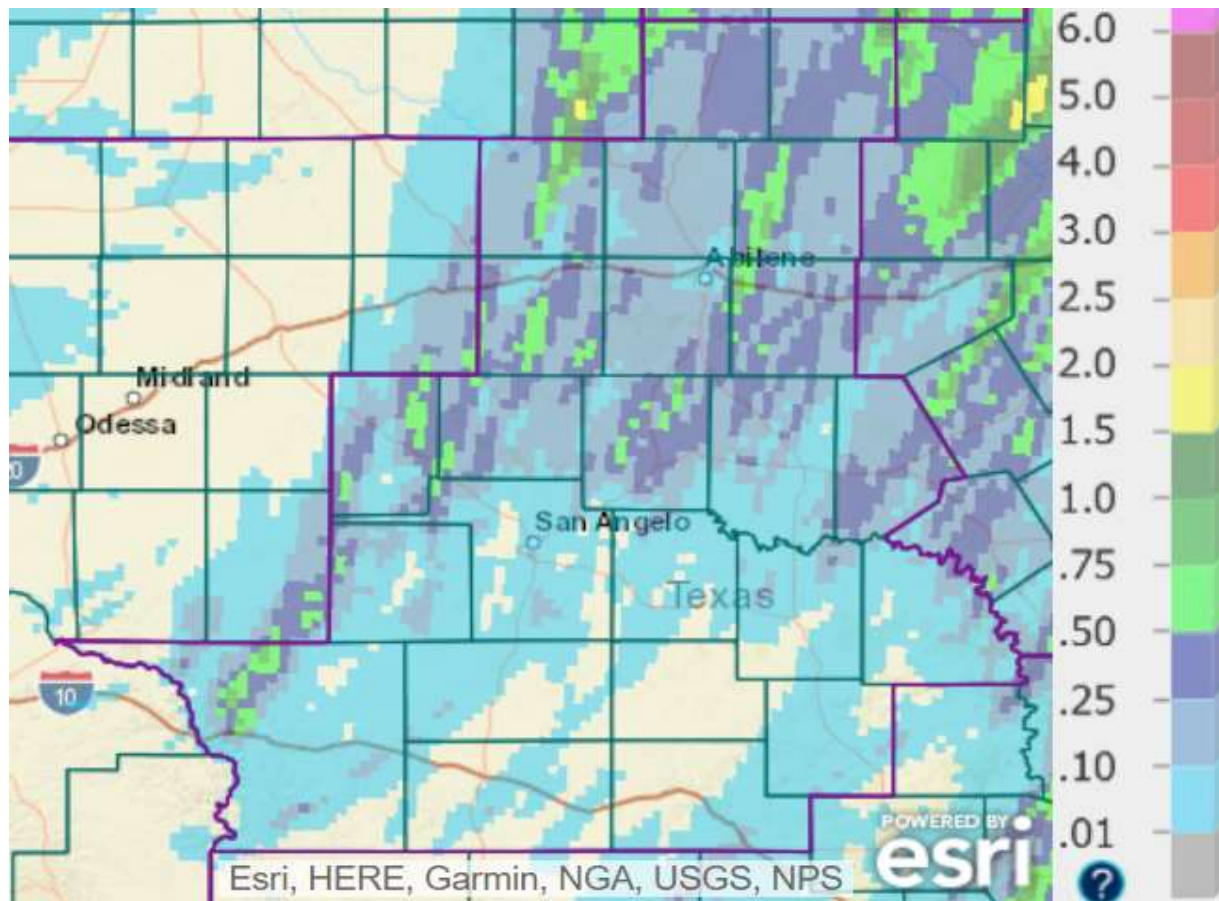 Abilene
Midland
Odessa
San Angelo
Texas
10
POWERED BY
esri
Esri, HERE, Garmin, NGA, USGS, NPS
6.0
5.0
4.0
3.0
2.5
2.0
1.5
1.0
.75
.50
.25
.10
.01
?